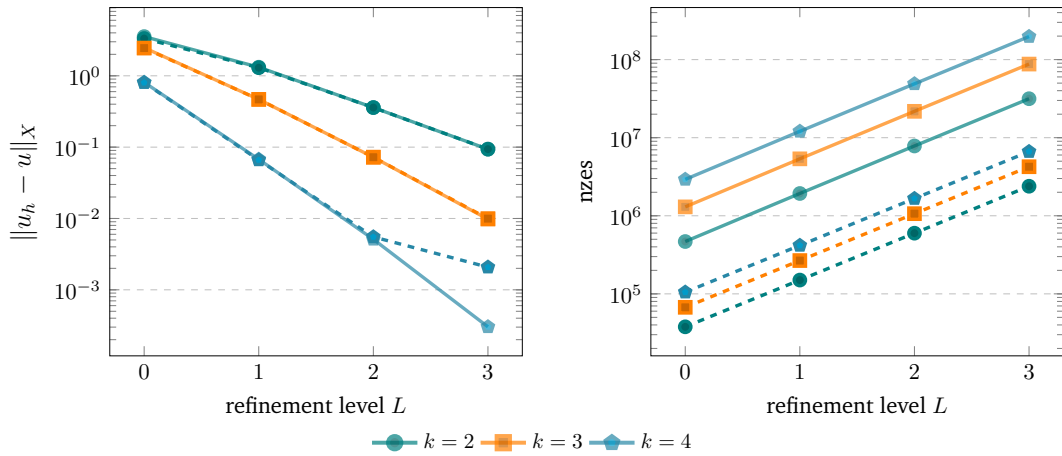 10^0
10^{-1}
10^{-2}
10^{-3}
||u_h − u||_X
0 1 2 3
refinement level L
10^8
10^7
10^6
10^5
nzes
0 1 2 3
refinement level L
k = 2 k = 3 k = 4